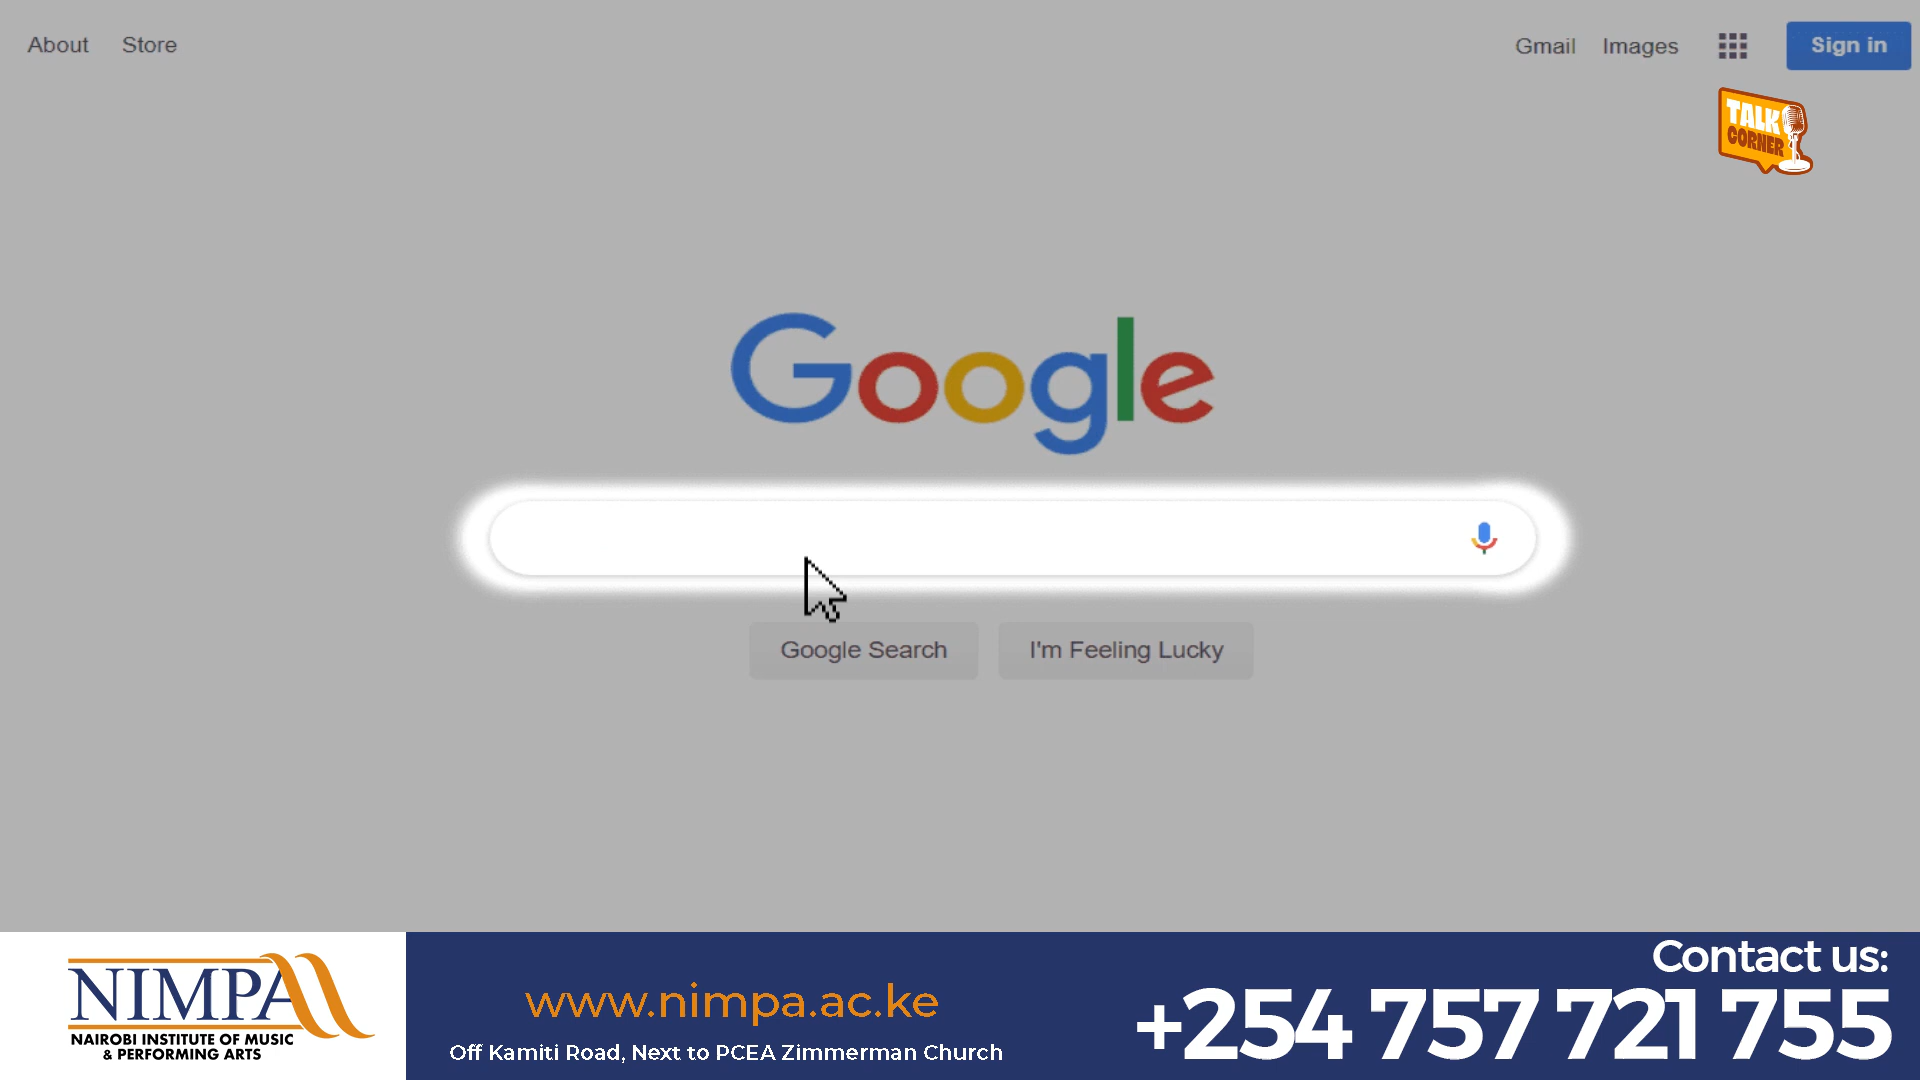 About Store
Gmail Images Sign in
TALK
CORNER
Google
Google Search I'm Feeling Lucky
NIMPA
NAIROBI INSTITUTE OF MUSIC
& PERFORMING ARTS
www.nimpa.ac.ke
Off Kamiti Road, Next to PCEA Zimmerman Church
Contact us:
+254 757 721 755